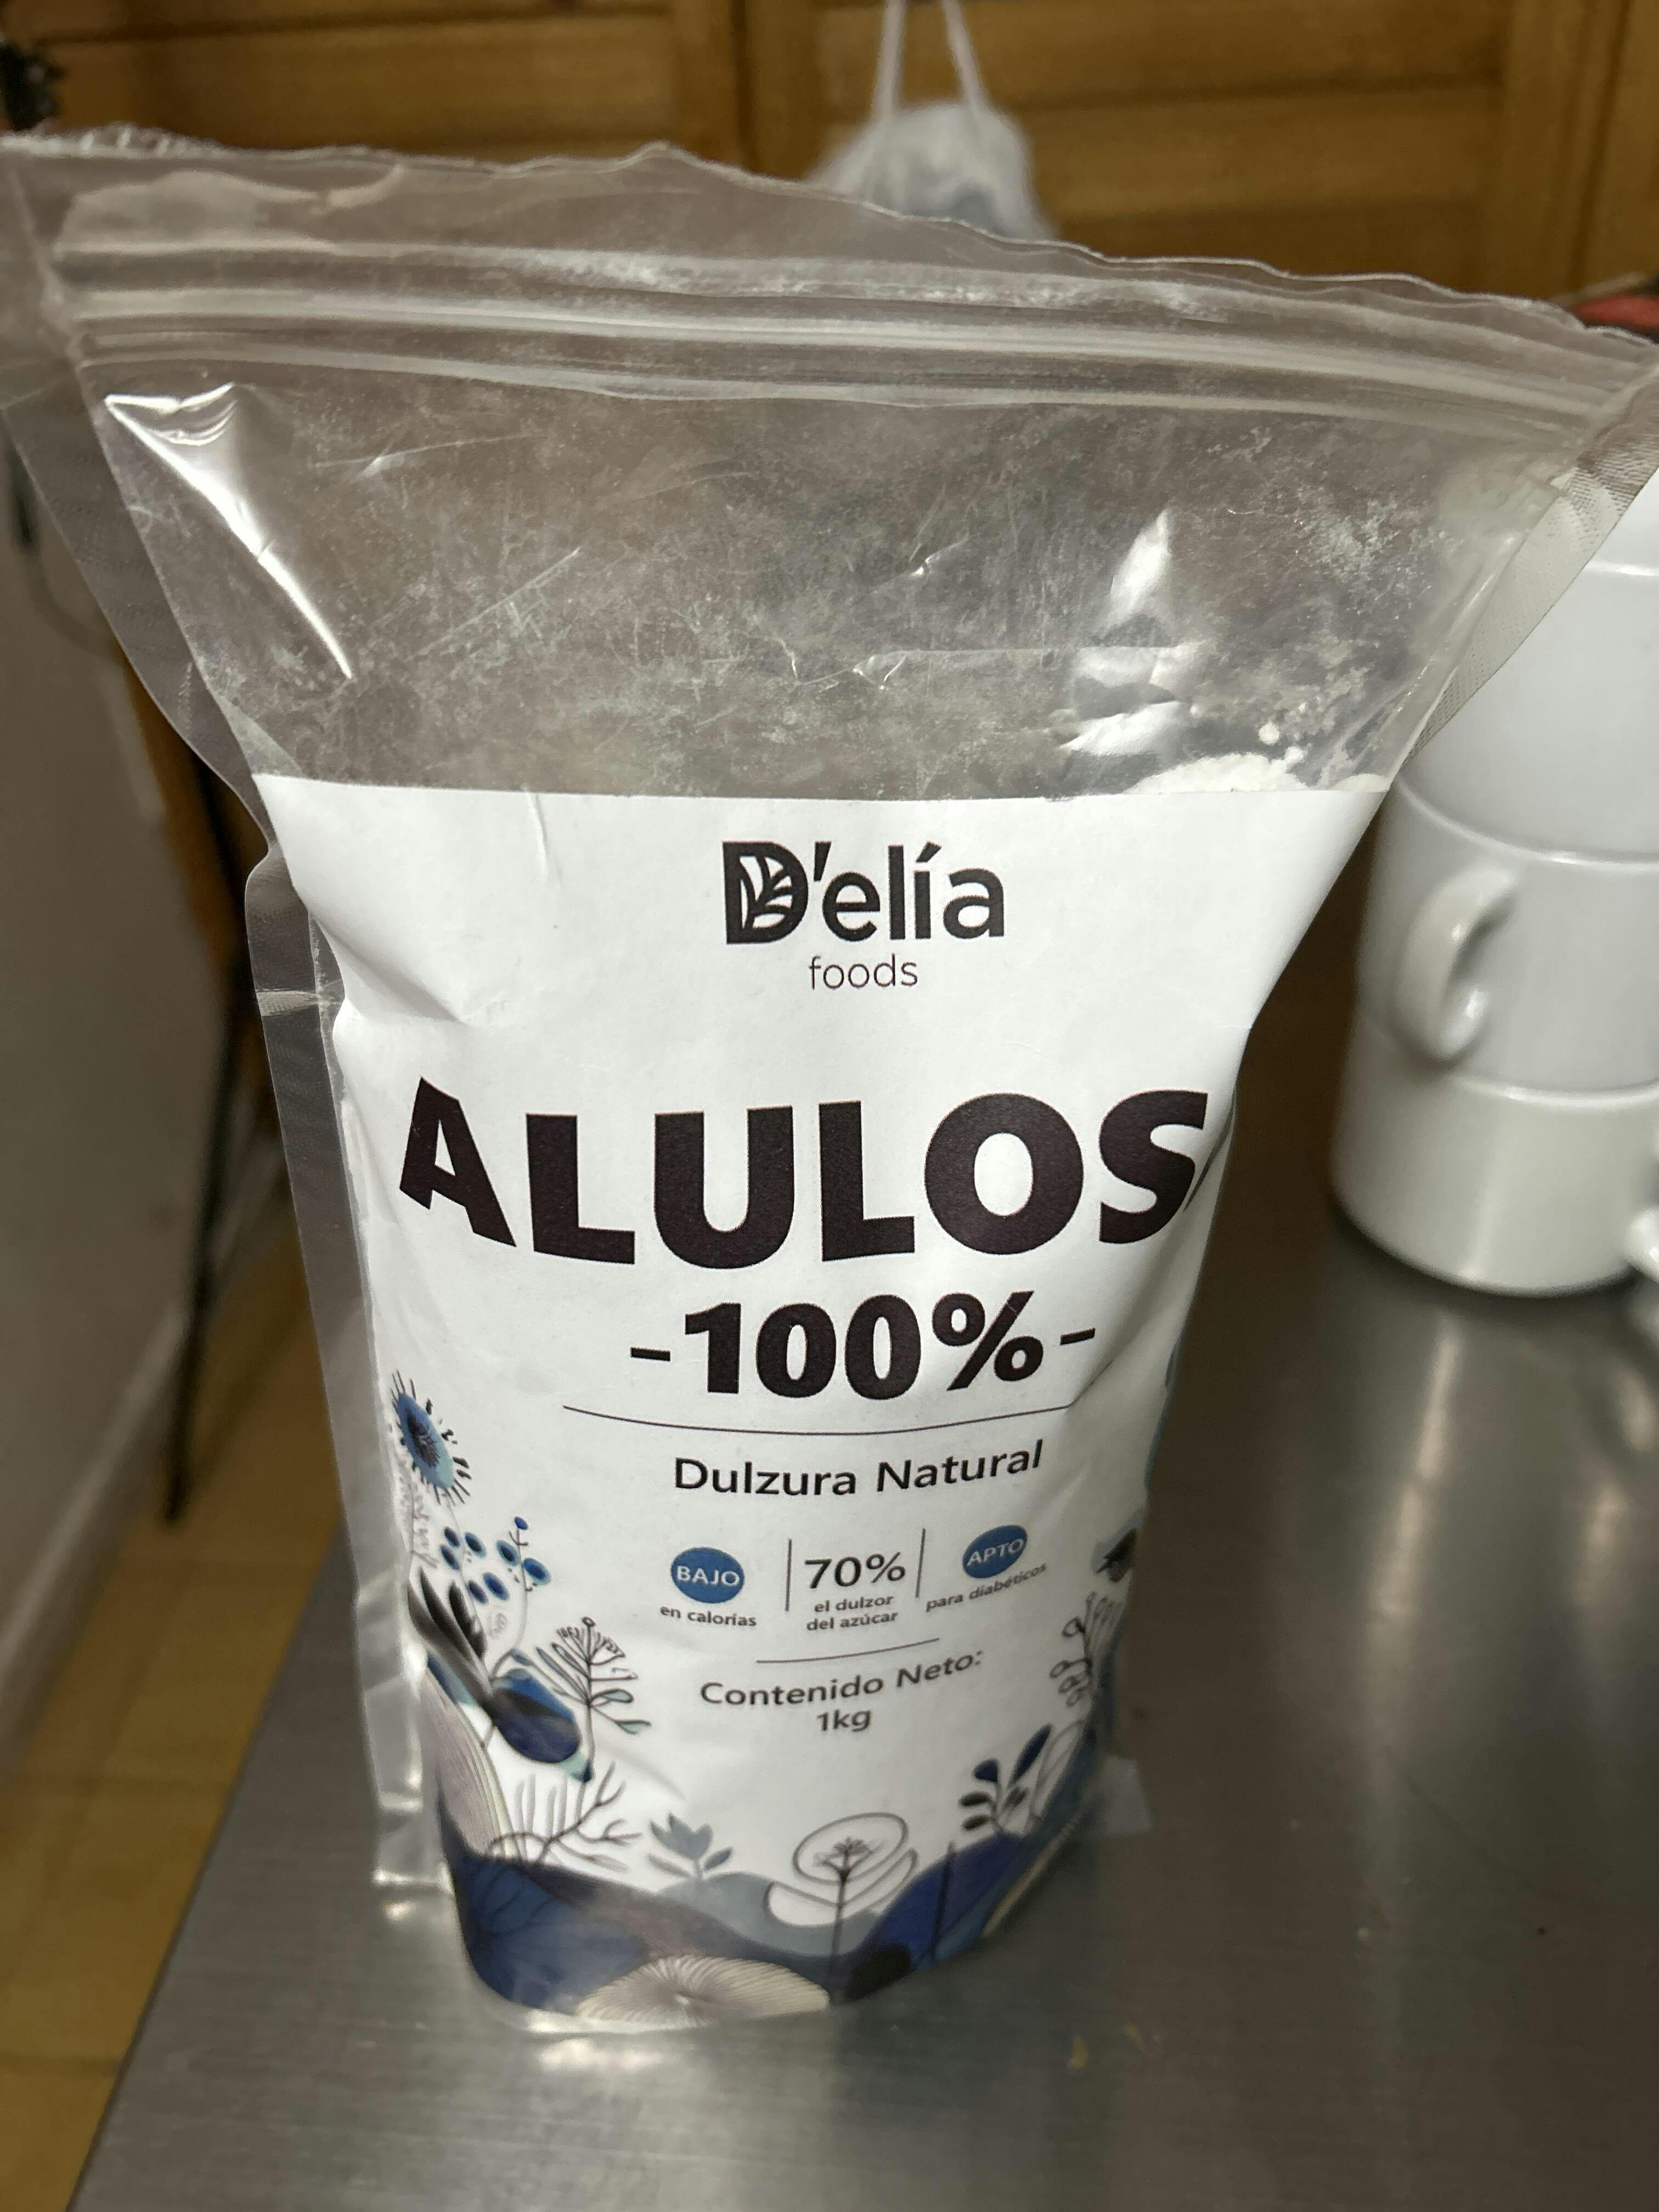 D'elía
foods
ALULOS
-100%-
Dulzura Natural
BAJO
en calorías
70%
el dulzor
del azúcar
APTO
para diabéticos
Contenido Neto:
1kg